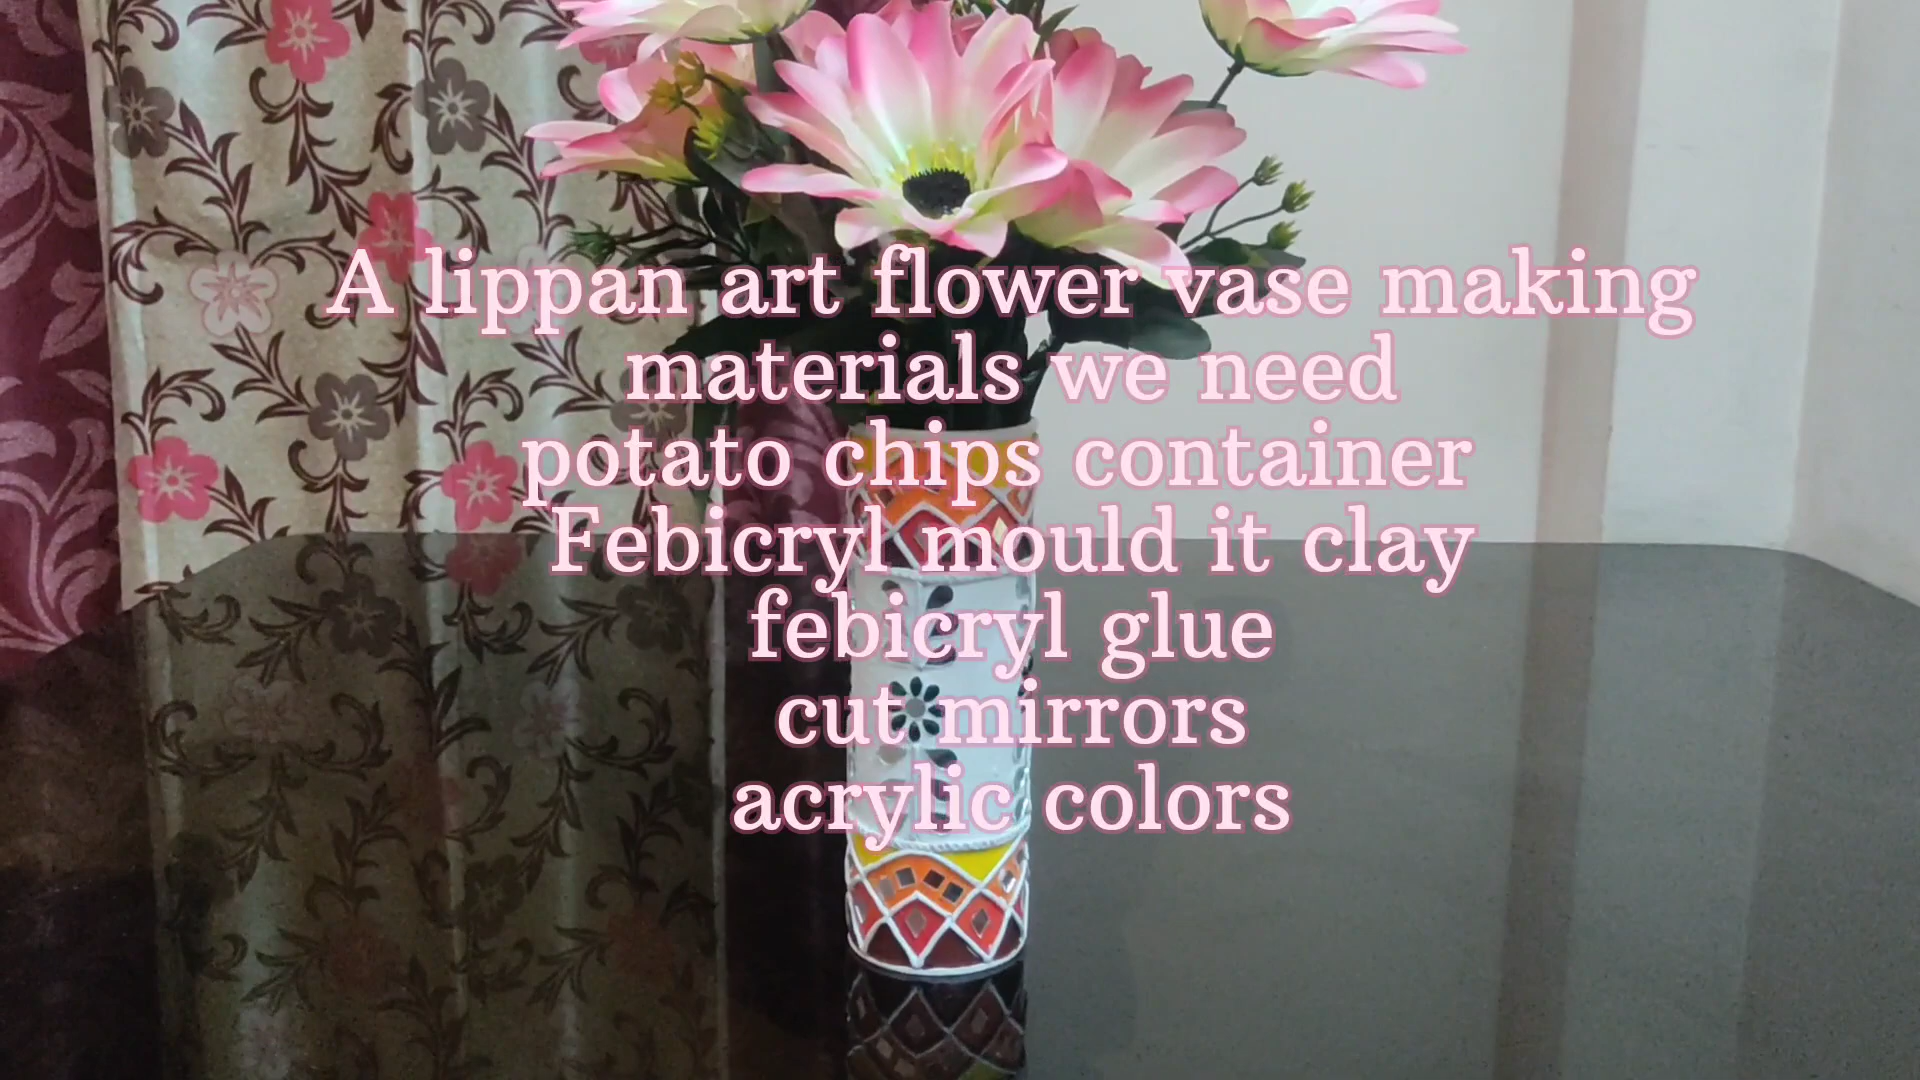 A lippan art flower vase making
materials we need
potato chips container
Febicryl mould it clay
febicryl glue
cut mirrors
acrylic colors